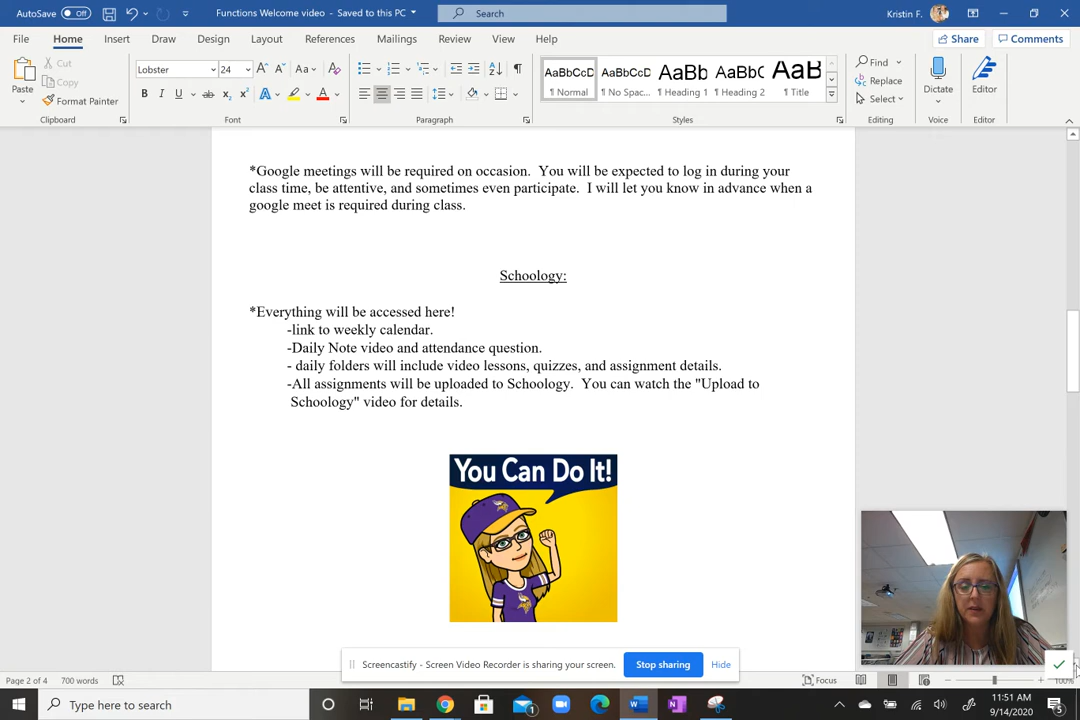 AutoSave Off Functions Welcome video - Saved to this PC Search Kristin F.
File Home Insert Draw Design Layout References Mailings Review View Help Share Comments
Paste Cut Copy Format Painter Clipboard
Lobster 24 Font
Paragraph
AaBbCcD Normal AaBbCcD No Spac... AaBb Heading 1 AaBbC Heading 2 AaB Title Styles
Find Replace Select Editing
Dictate Voice
Editor Editor
*Google meetings will be required on occasion. You will be expected to log in during your
class time, be attentive, and sometimes even participate. I will let you know in advance when a
google meet is required during class.
Schoology:
*Everything will be accessed here!
-link to weekly calendar.
-Daily Note video and attendance question.
- daily folders will include video lessons, quizzes, and assignment details.
-All assignments will be uploaded to Schoology. You can watch the "Upload to
Schoology" video for details.
You Can Do It!
Screencastify - Screen Video Recorder is sharing your screen. Stop sharing Hide
Page 2 of 4 700 words Focus 100%
Type here to search 11:51 AM
9/14/2020